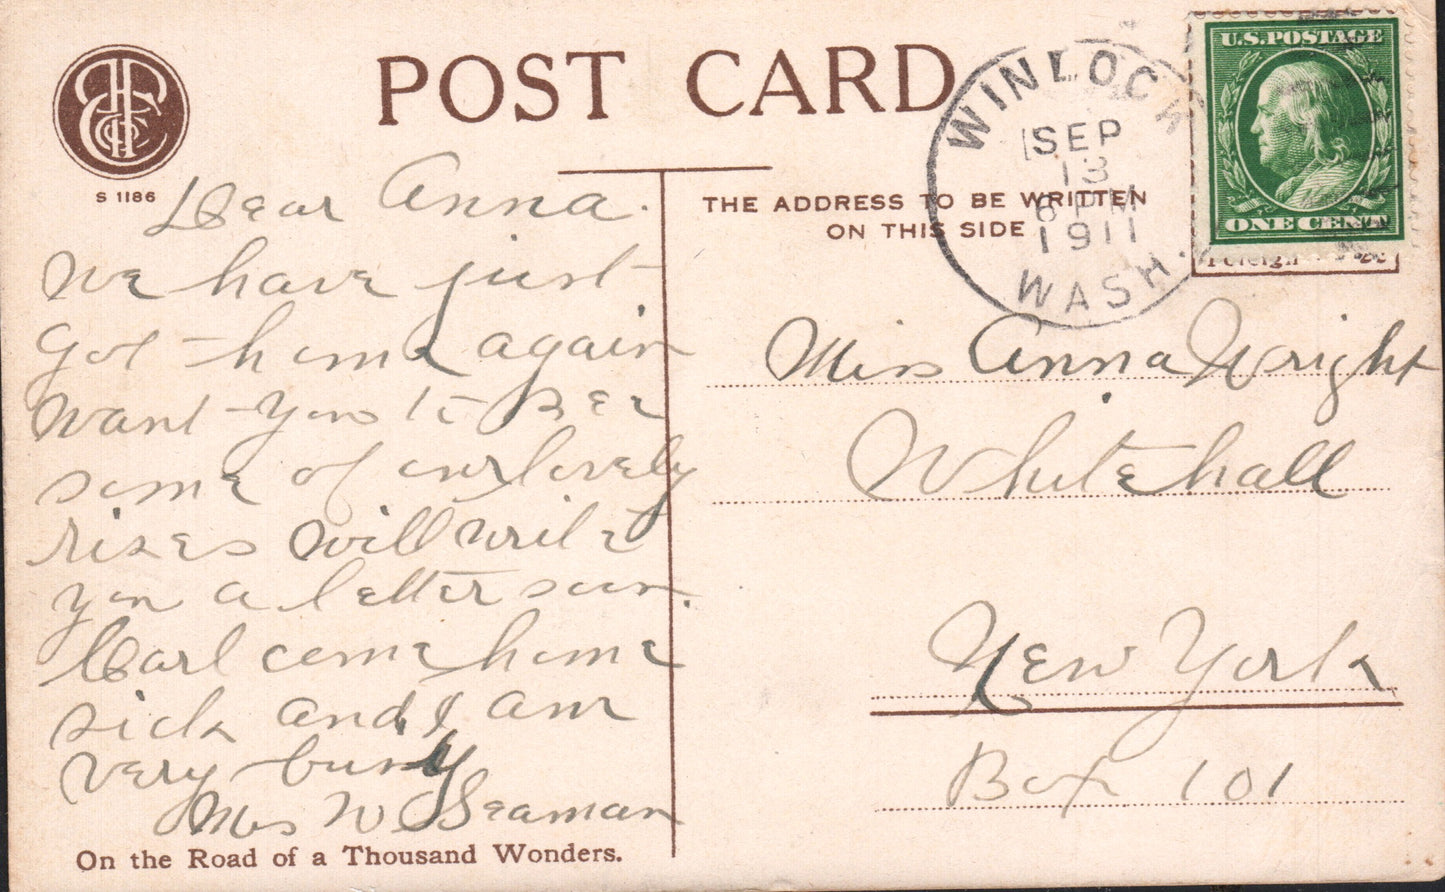 POST CARD
S 1186
THE ADDRESS TO BE WRITTEN
ON THIS SIDE
WINLOCK
SEP
13
6 PM
1911
WASH.
U.S. POSTAGE
ONE CENT
Foreign
Dear Anna.
We have just
got home again
want you to see
some of our lovely
rises will write
you a letter soon.
Carl come home
sick and I am
very busy
Mrs W Seaman
On the Road of a Thousand Wonders.
Miss Anna Wright
Whitehall
New York
Box 101